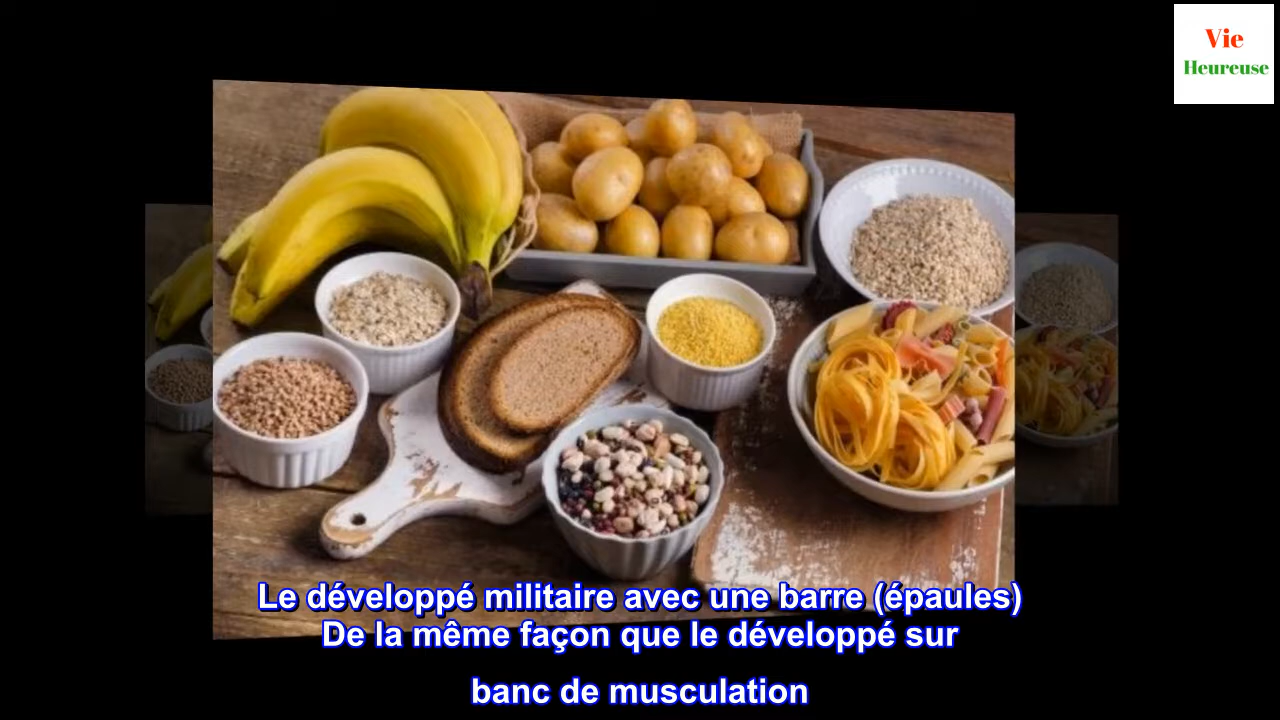 Vie
Heureuse
Le développé militaire avec une barre (épaules)
De la même façon que le développé sur
banc de musculation